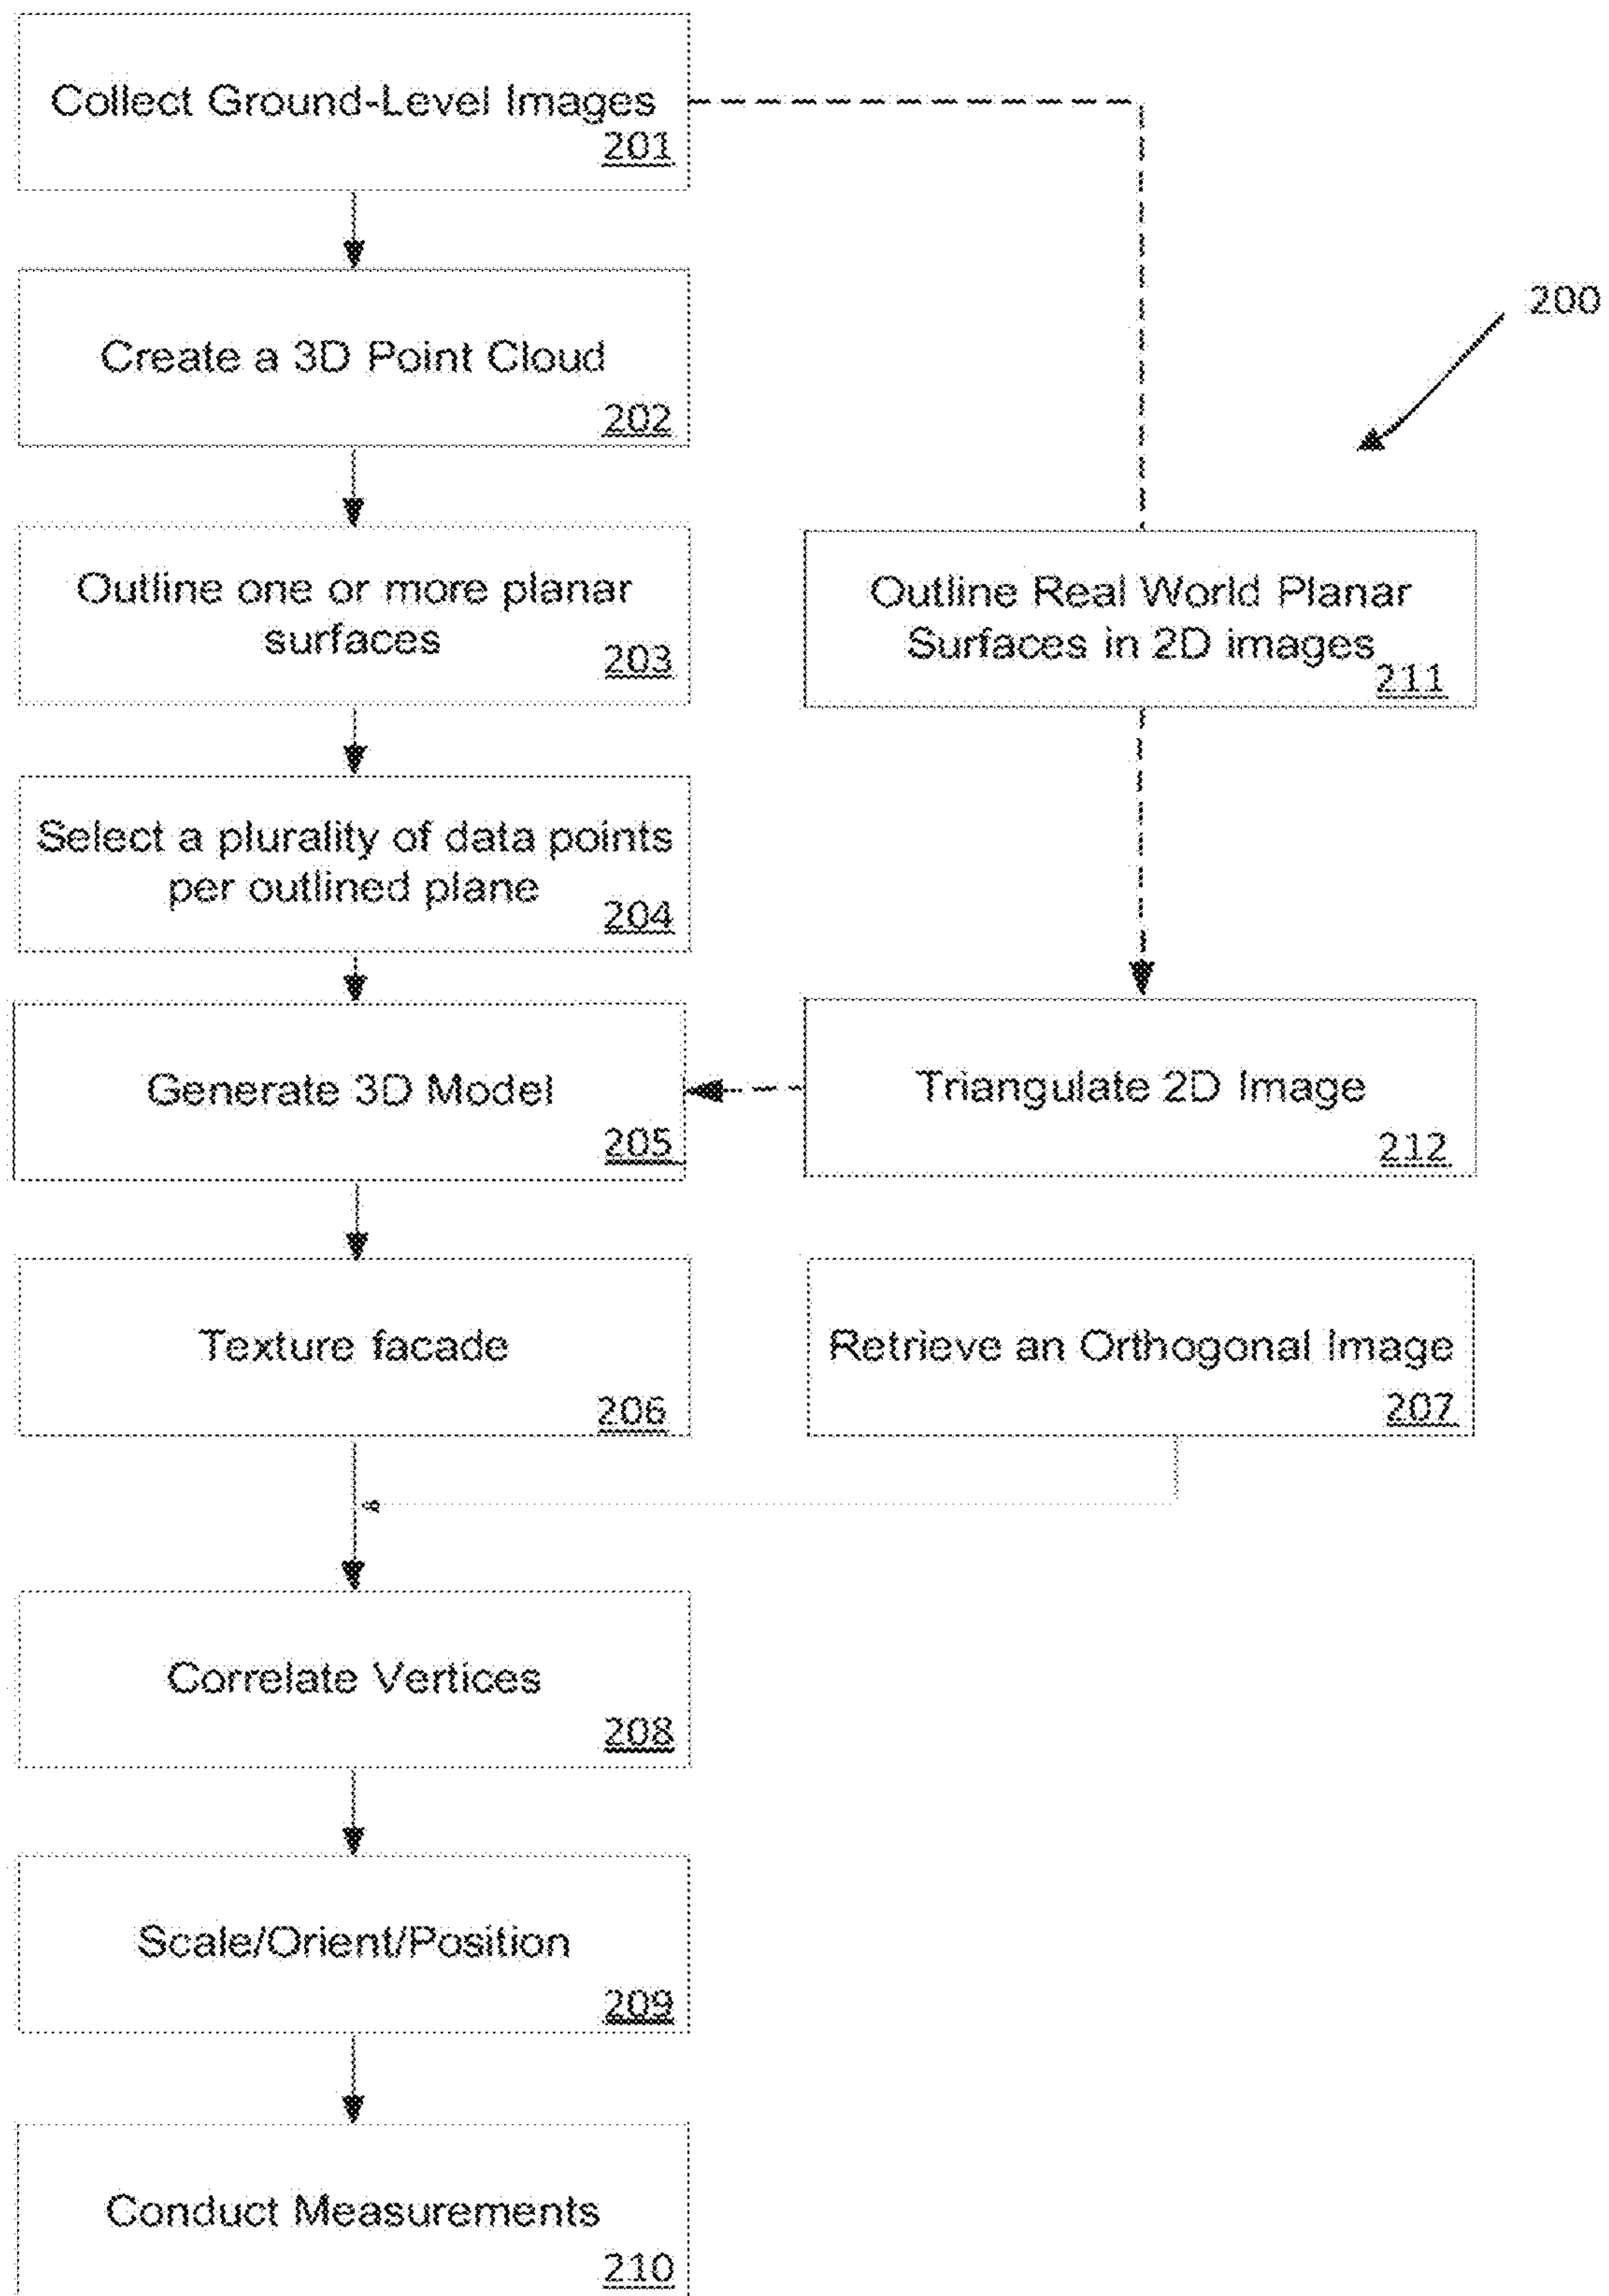 Collect Ground-Level Images
201
Create a 3D Point Cloud
202
200
Outline one or more planar
surfaces
203
Outline Real World Planar
Surfaces in 2D images
211
Select a plurality of data points
per outlined plane
204
Generate 3D Model
205
Triangulate 2D Image
212
Texture facade
206
Retrieve an Orthogonal Image
207
Correlate Vertices
208
Scale/Orient/Position
209
Conduct Measurements
210